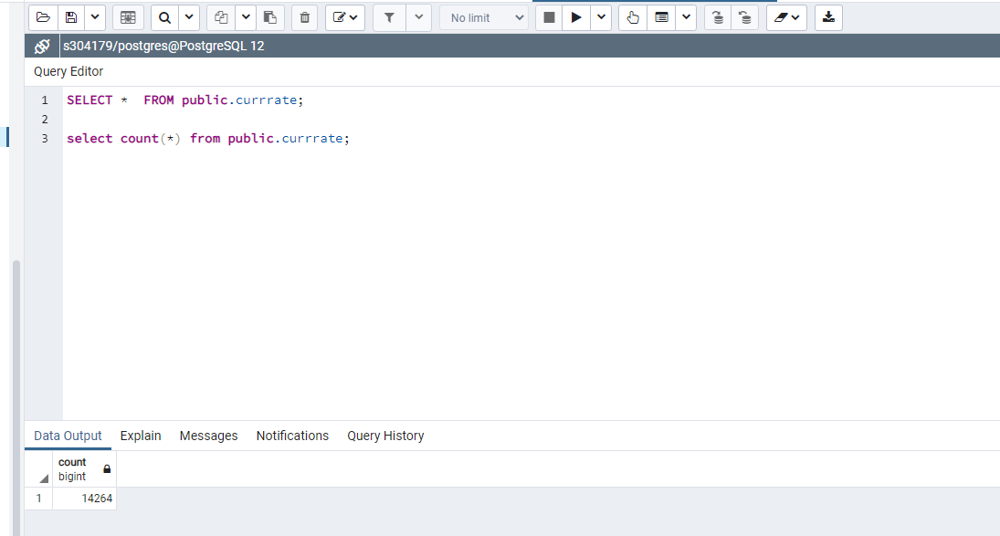 No limit
s304179/postgres@PostgreSQL 12
Query Editor
1 SELECT *  FROM public.currrate;
2
3 select count(*) from public.currrate;
Data Output Explain Messages Notifications Query History
count
bigint
1 14264